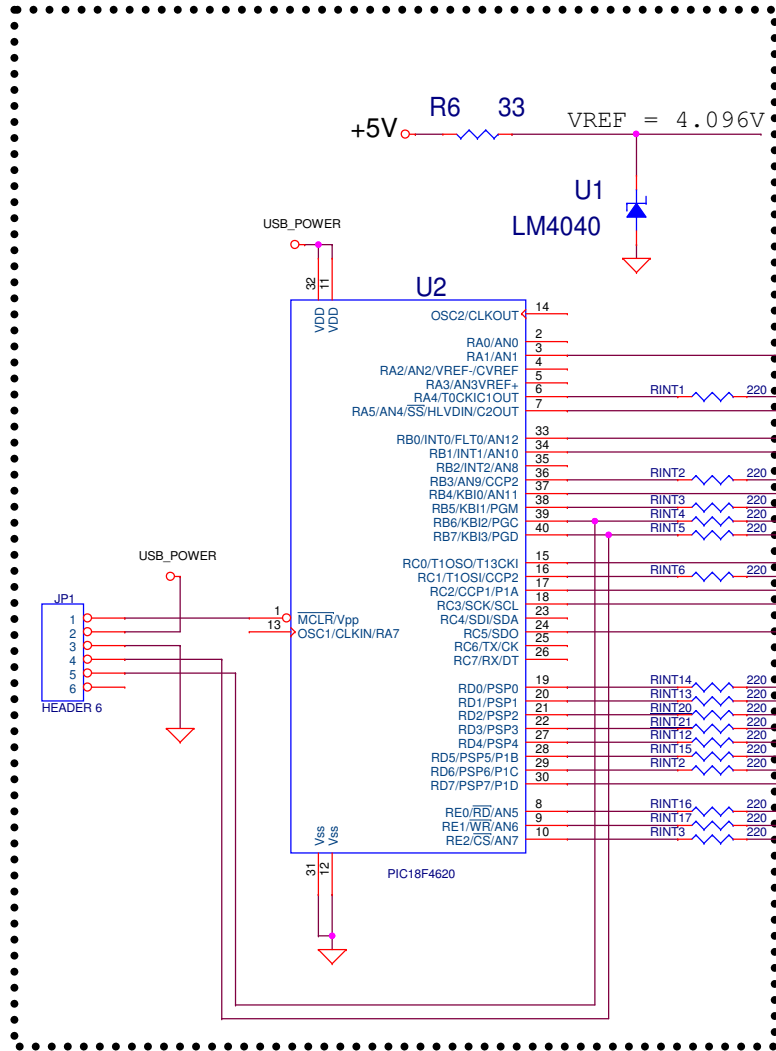 R6 33
+5V VREF = 4.096V
U1
LM4040
USB_POWER
32 11
VDD VDD
U2
OSC2/CLKOUT 14
RA0/AN0 2
RA1/AN1 3
RA2/AN2/VREF-/CVREF 4
RA3/AN3VREF+ 5
RA4/T0CKIC1OUT 6 RINT1 220
RA5/AN4/SS/HLVDIN/C2OUT 7
RB0/INT0/FLT0/AN12 33
RB1/INT1/AN10 34
RB2/INT2/AN8 35
RB3/AN9/CCP2 36 RINT2 220
RB4/KBI0/AN11 37
RB5/KBI1/PGM 38 RINT3 220
RB6/KBI2/PGC 39 RINT4 220
RB7/KBI3/PGD 40 RINT5 220
USB_POWER
RC0/T1OSO/T13CKI 15
RC1/T1OSI/CCP2 16 RINT6 220
RC2/CCP1/P1A 17
RC3/SCK/SCL 18
RC4/SDI/SDA 23
RC5/SDO 24
RC6/TX/CK 25
RC7/RX/DT 26
JP1
1
2
3
4
5
6
HEADER 6
1 MCLR/Vpp
13 OSC1/CLKIN/RA7
RD0/PSP0 19 RINT14 220
RD1/PSP1 20 RINT13 220
RD2/PSP2 21 RINT20 220
RD3/PSP3 22 RINT21 220
RD4/PSP4 27 RINT12 220
RD5/PSP5/P1B 28 RINT15 220
RD6/PSP6/P1C 29 RINT2 220
RD7/PSP7/P1D 30
RE0/RD/AN5 8 RINT16 220
RE1/WR/AN6 9 RINT17 220
RE2/CS/AN7 10 RINT3 220
Vss Vss
31 12
PIC18F4620